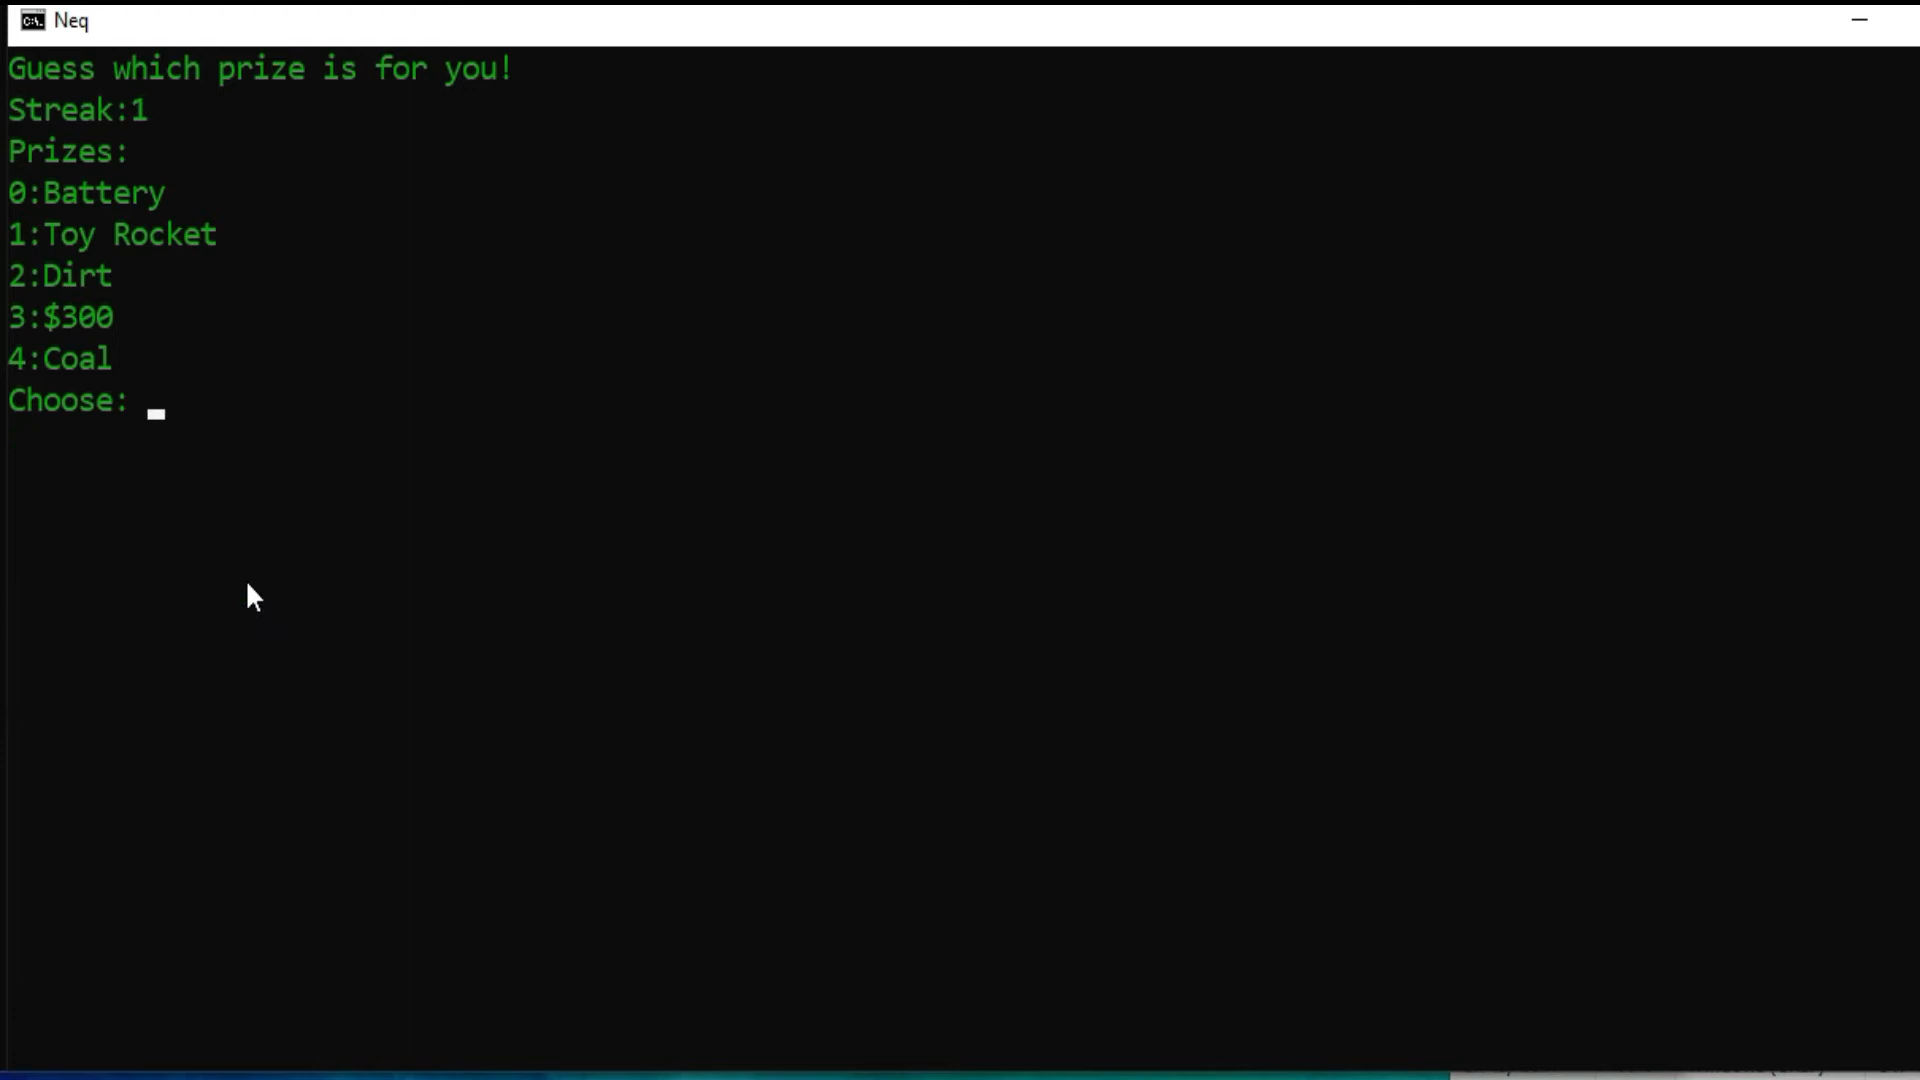 Neq
Guess which prize is for you!
Streak:1
Prizes:
0:Battery
1:Toy Rocket
2:Dirt
3:$300
4:Coal
Choose: